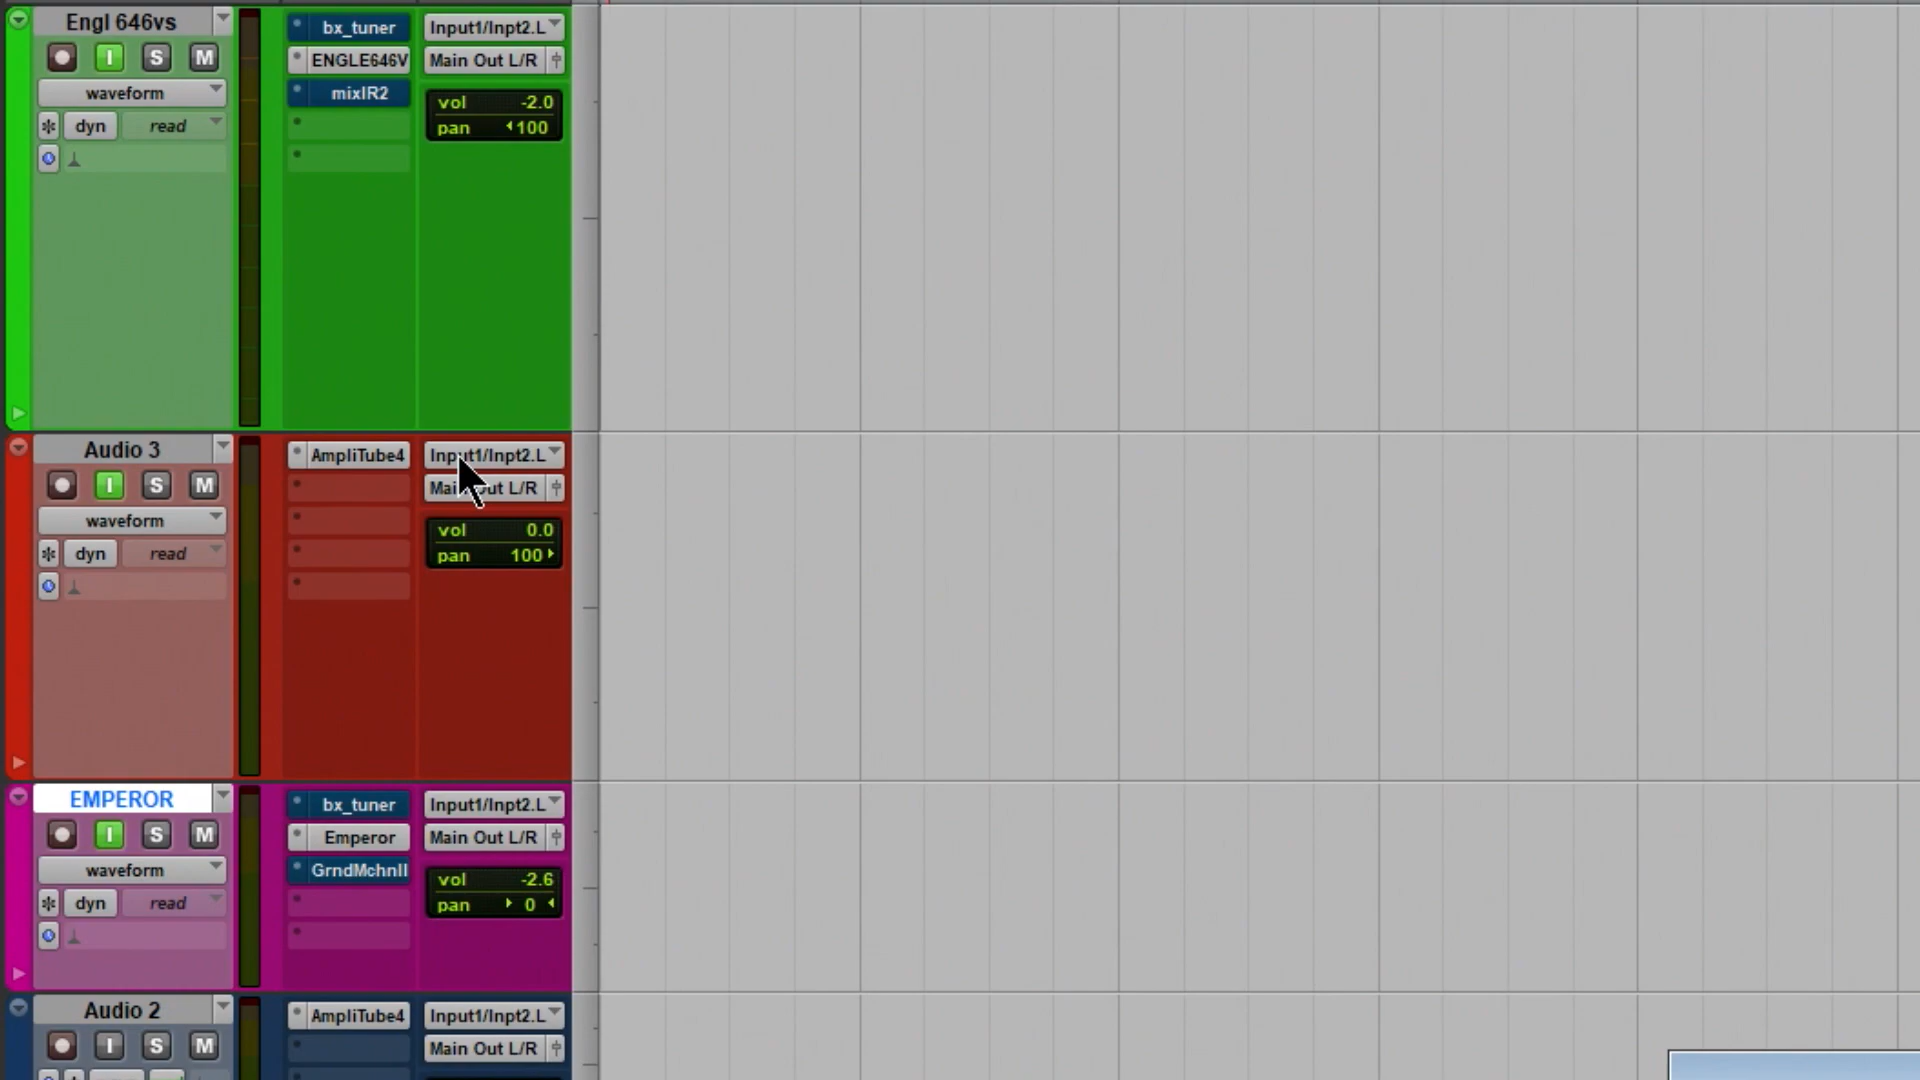 Engl 646vs
I S M
waveform
dyn read
bx_tuner
ENGLE646V
mixIR2
Input1/Inpt2.L
Main Out L/R
vol -2.0
pan 100
Audio 3
I S M
waveform
dyn read
AmpliTube4
Input1/Inpt2.L
Main Out L/R
vol 0.0
pan 100
EMPEROR
I S M
waveform
dyn read
bx_tuner
Emperor
GrndMchnII
Input1/Inpt2.L
Main Out L/R
vol -2.6
pan 0
Audio 2
I S M
AmpliTube4
Input1/Inpt2.L
Main Out L/R